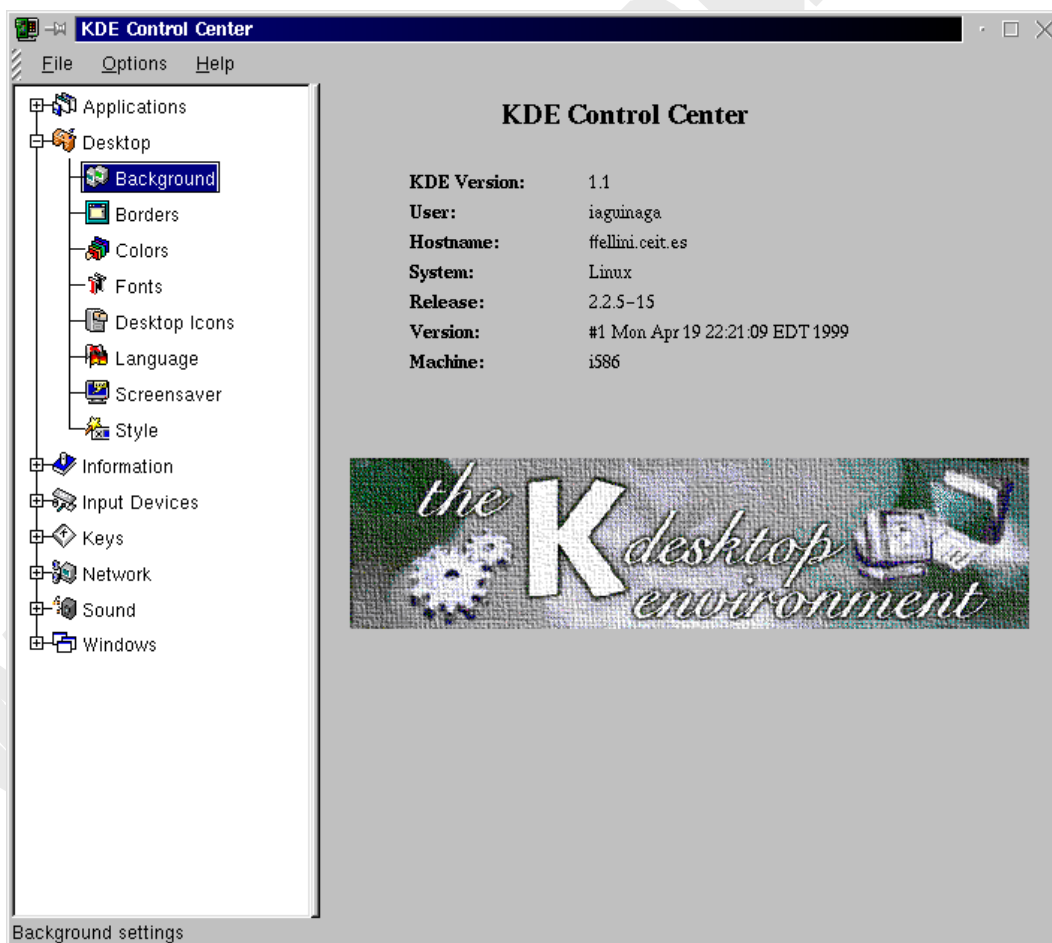 KDE Control Center
File Options Help
Applications
Desktop
Background
Borders
Colors
Fonts
Desktop Icons
Language
Screensaver
Style
Information
Input Devices
Keys
Network
Sound
Windows
KDE Control Center
KDE Version: 1.1
User: iaguinaga
Hostname: ffellini.ceit.es
System: Linux
Release: 2.2.5-15
Version: #1 Mon Apr 19 22:21:09 EDT 1999
Machine: i586
the K desktop
environment
Background settings